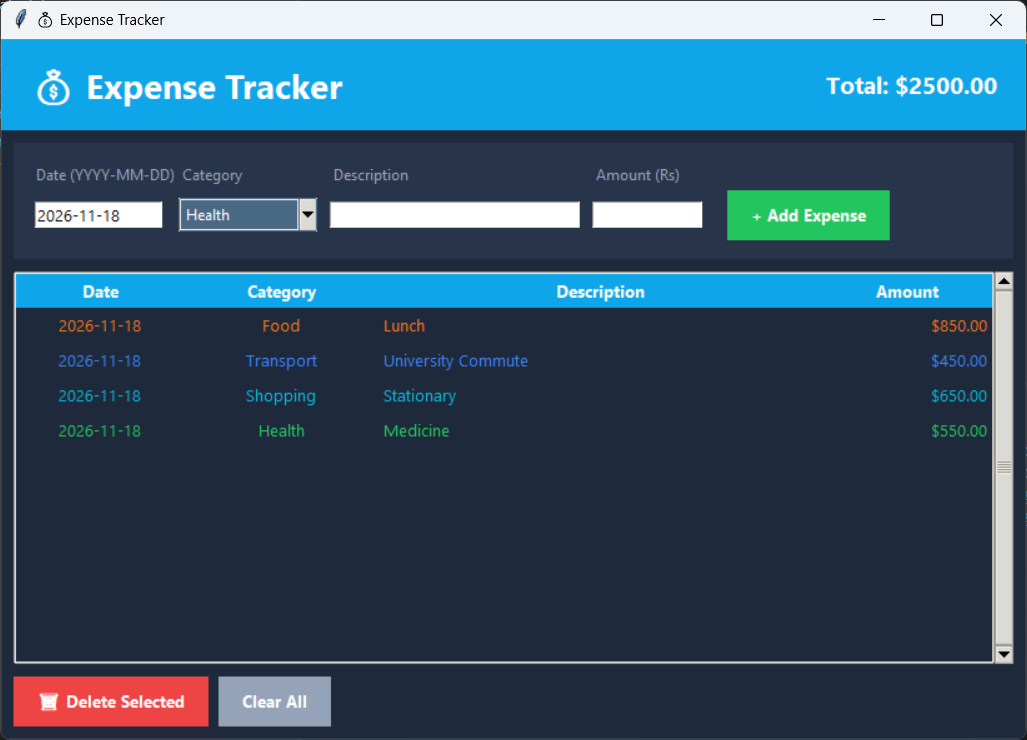 Expense Tracker
Expense Tracker
Total: $2500.00
Date (YYYY-MM-DD) Category Description Amount (Rs)
2026-11-18 Health + Add Expense
Date Category Description Amount
2026-11-18 Food Lunch $850.00
2026-11-18 Transport University Commute $450.00
2026-11-18 Shopping Stationary $650.00
2026-11-18 Health Medicine $550.00
Delete Selected Clear All